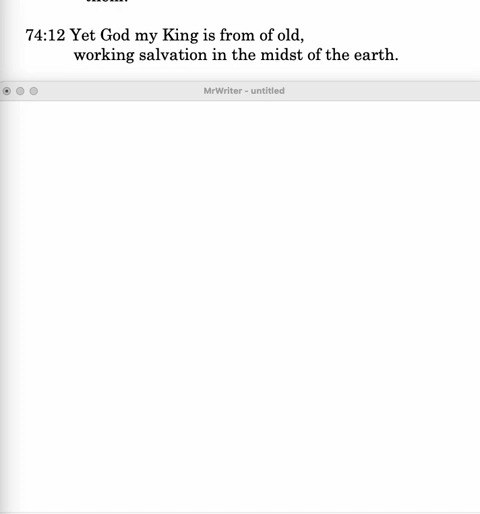 them.
74:12 Yet God my King is from of old,
working salvation in the midst of the earth.
MrWriter - untitled